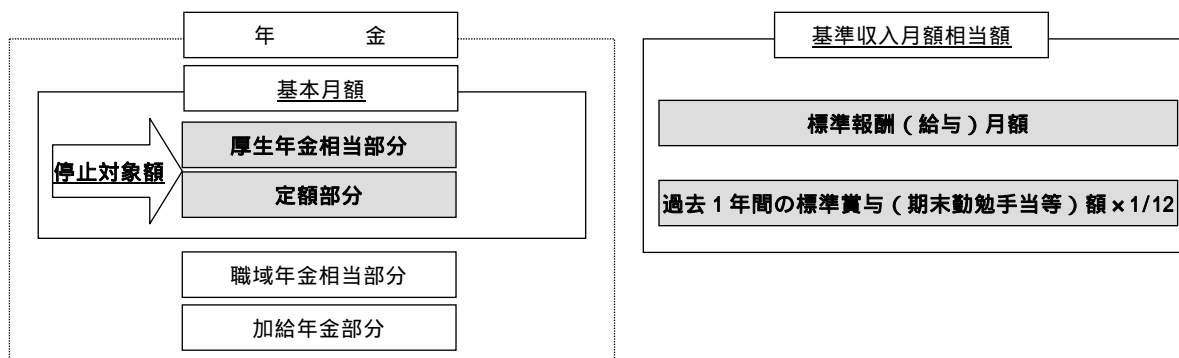 年 金
基本月額
停止対象額
厚生年金相当部分
定額部分
職域年金相当部分
加給年金部分
基準収入月額相当額
標準報酬（給与）月額
過去１年間の標準賞与（期末勤勉手当等）額×1/12